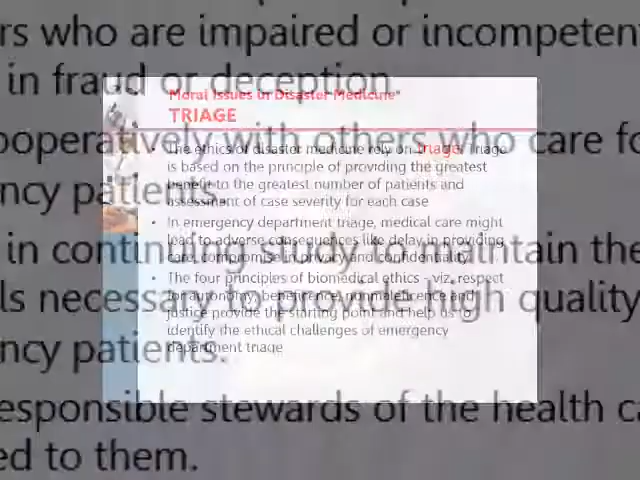 rs who are impaired or incompeten
in fraud or deception
ooperatively with others who care fo
ncy patients.
in continuing study to maintain the
ls necessary to provide high quality
ncy patients.
esponsible stewards of the health ca
ed to them.
Moral Issues in Disaster Medicine
TRIAGE
• The ethics of disaster medicine rely on triage. Triage
is based on the principle of providing the greatest
benefit to the greatest number of patients and
assessment of case severity for each case
• In emergency department triage, medical care might
lead to adverse consequences like delay in providing
care, compromise in privacy and confidentiality.
• The four principles of biomedical ethics - viz, respect
for autonomy, beneficence, nonmaleficence and
justice provide the starting point and help us to
identify the ethical challenges of emergency
department triage